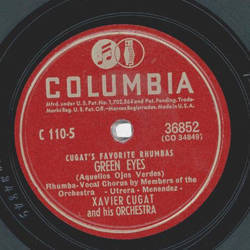 Trade-
Marks Reg. U.S. Pat. Off.
Marcas Registradas
Made in U.S.A.
COLUMBIA
Mfrd. under U.S. Pat. No. 1,702,564 and Pat. Pending.
C 110-5
36852
(CO 34849)
CUGAT'S FAVORITE RHUMBAS
GREEN EYES
(Aquellos Ojos Verdes)
Rhumba-Vocal Chorus by Members of the
Orchestra - Utrera - Menendez -
XAVIER CUGAT
and his ORCHESTRA